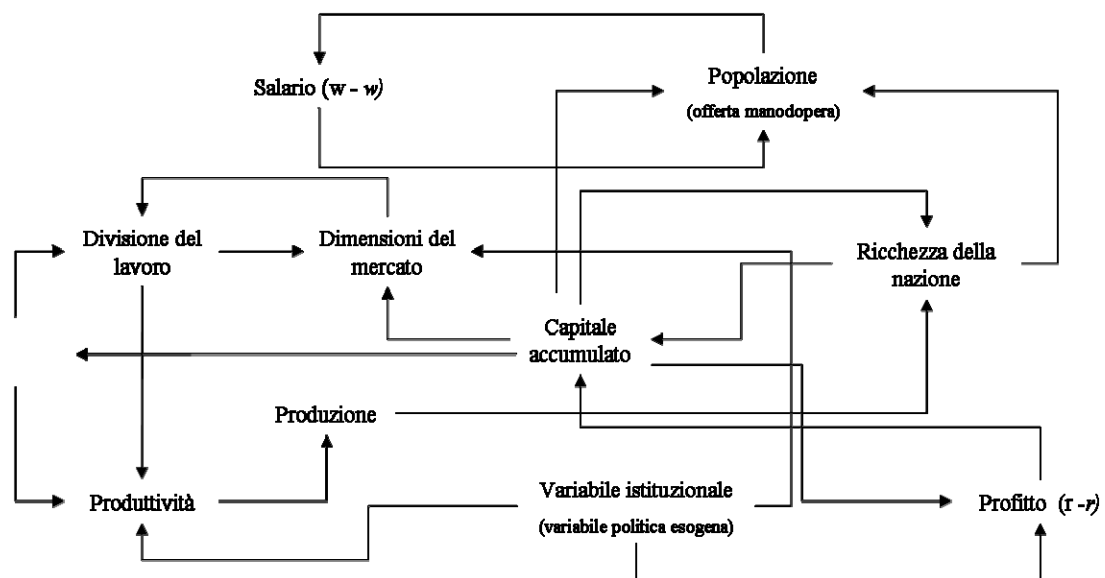 Popolazione
(offerta manodopera)
Salario (w - w)
Divisione del
lavoro
Dimensioni del
mercato
Ricchezza della
nazione
Capitale
accumulato
Produzione
Produttività
Variabile istituzionale
(variabile politica esogena)
Profitto (r -r)